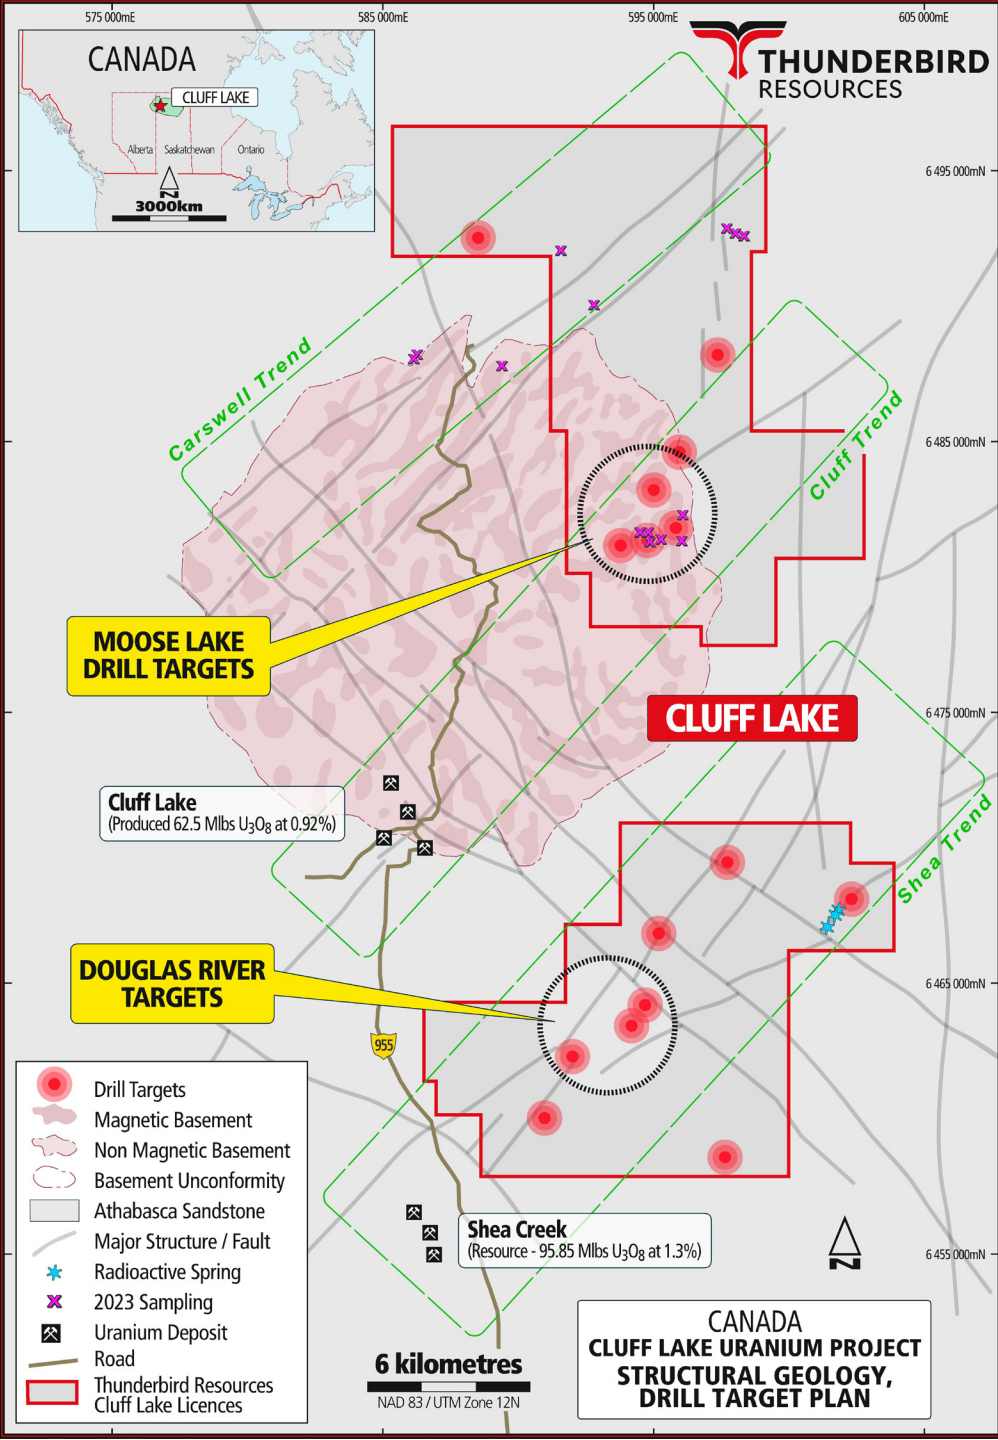 575 000mE
585 000mE
595 000mE
605 000mE
THUNDERBIRD
RESOURCES
CANADA
CLUFF LAKE
Alberta
Saskatchewan
Ontario
N
3000km
6 495 000mN
Carswell Trend
Cluff Trend
6 485 000mN
MOOSE LAKE
DRILL TARGETS
CLUFF LAKE
6 475 000mN
Cluff Lake
(Produced 62.5 Mlbs U₃O₈ at 0.92%)
Shea Trend
DOUGLAS RIVER
TARGETS
6 465 000mN
955
Drill Targets
Magnetic Basement
Non Magnetic Basement
Basement Unconformity
Athabasca Sandstone
Major Structure / Fault
Radioactive Spring
2023 Sampling
Uranium Deposit
Road
Thunderbird Resources
Cluff Lake Licences
Shea Creek
(Resource - 95.85 Mlbs U₃O₈ at 1.3%)
N
6 455 000mN
6 kilometres
NAD 83 / UTM Zone 12N
CANADA
CLUFF LAKE URANIUM PROJECT
STRUCTURAL GEOLOGY,
DRILL TARGET PLAN